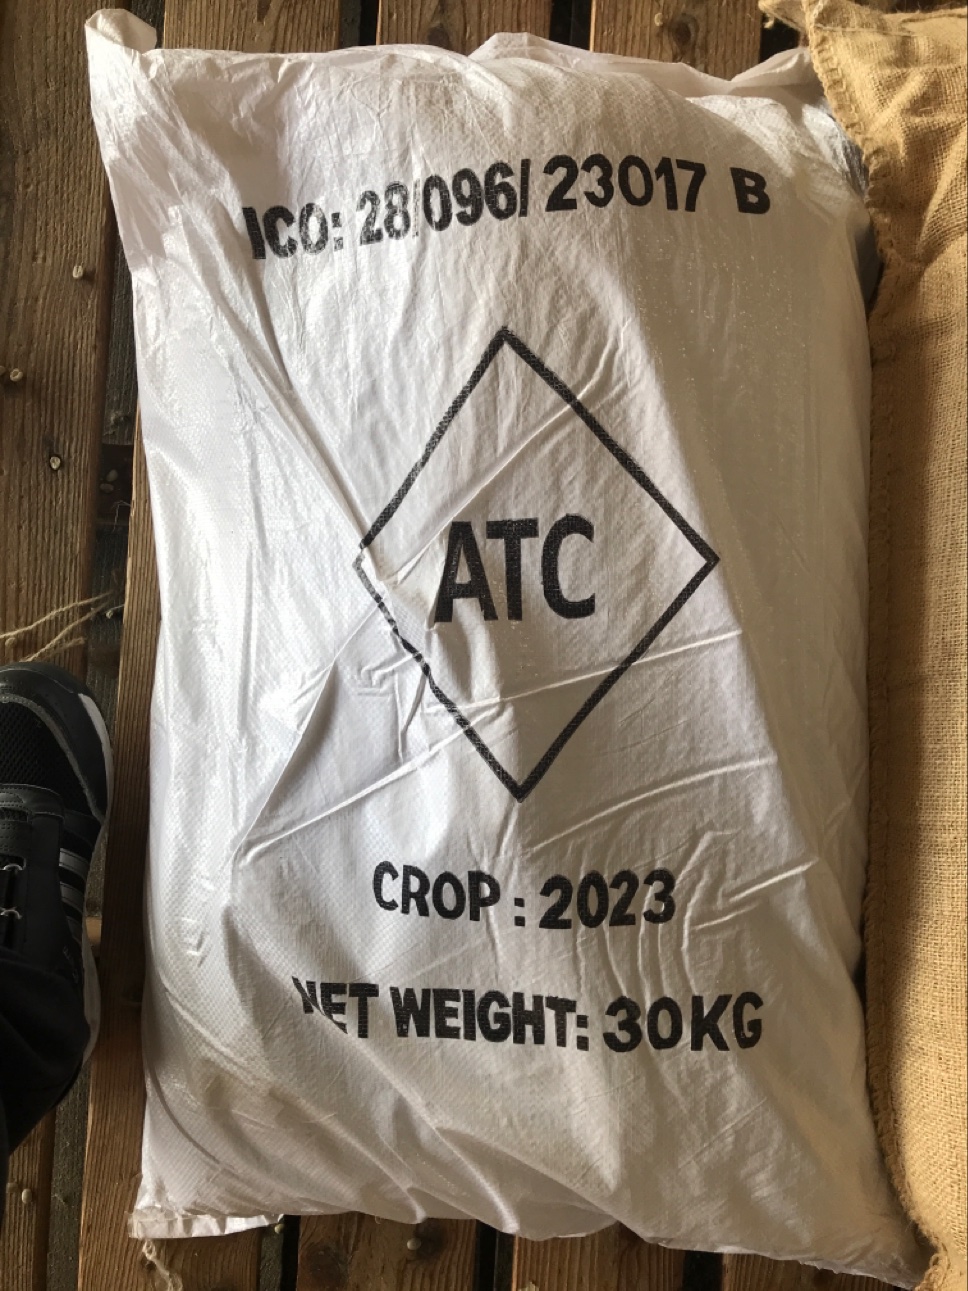 ICO: 28/096/ 23017 B
ATC
CROP : 2023
NET WEIGHT: 30KG